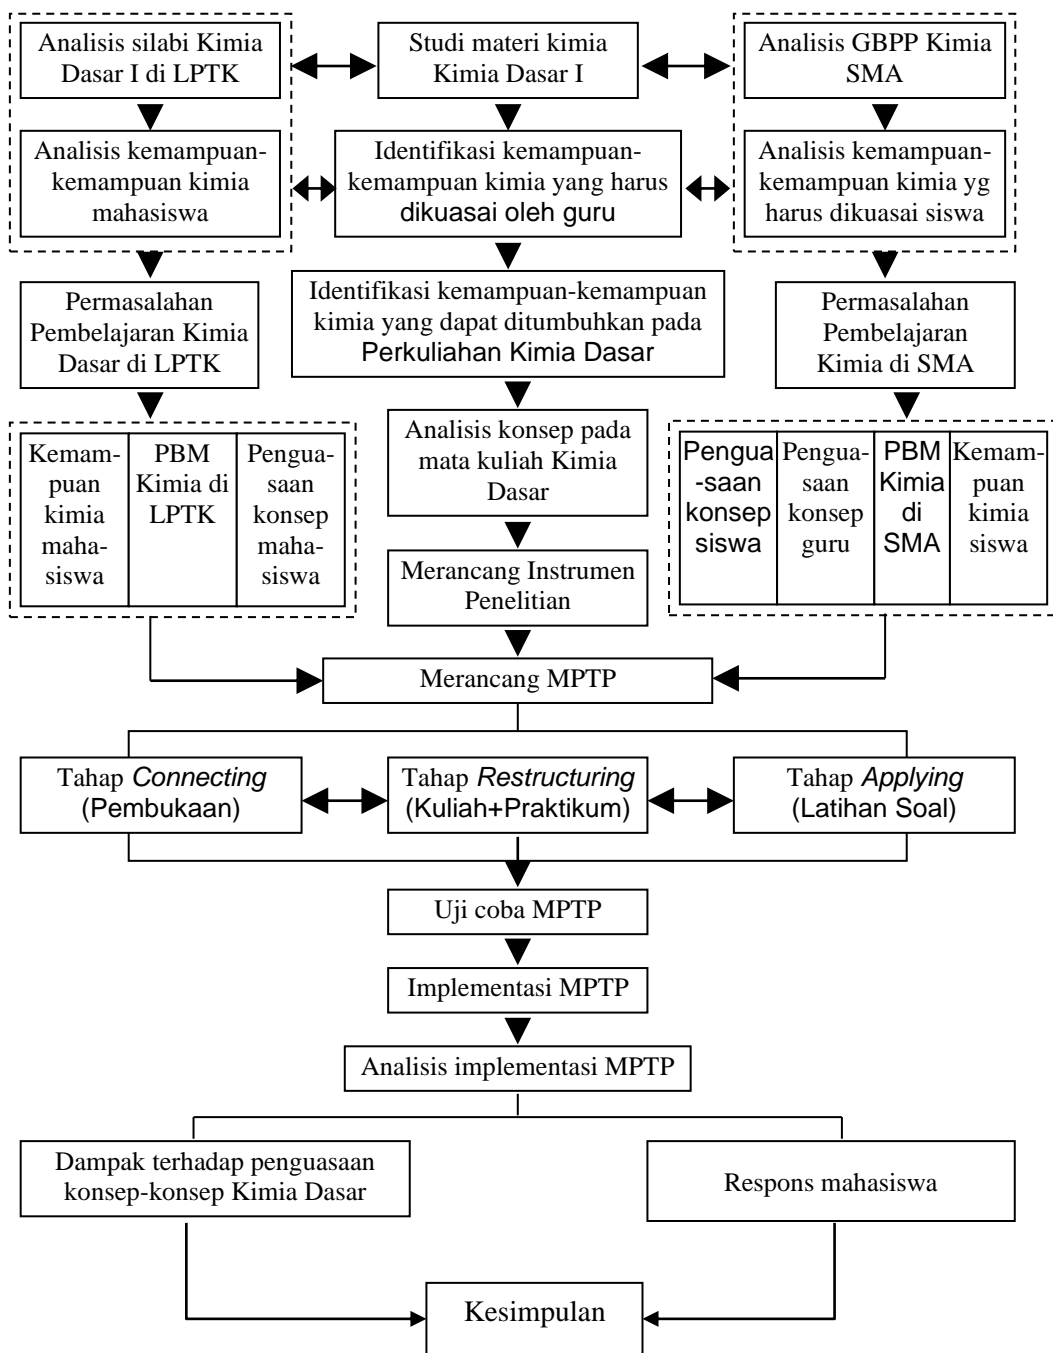 Analisis silabi Kimia
Dasar I di LPTK
Studi materi kimia
Kimia Dasar I
Analisis GBPP Kimia
SMA
Analisis kemampuan-
kemampuan kimia
mahasiswa
Identifikasi kemampuan-
kemampuan kimia yang harus
dikuasai oleh guru
Analisis kemampuan-
kemampuan kimia yg
harus dikuasai siswa
Permasalahan
Pembelajaran Kimia
Dasar di LPTK
Identifikasi kemampuan-kemampuan
kimia yang dapat ditumbuhkan pada
Perkuliahan Kimia Dasar
Permasalahan
Pembelajaran
Kimia di SMA
Kemam-
puan
kimia
maha-
siswa
PBM
Kimia di
LPTK
Pengua-
saan
konsep
maha-
siswa
Analisis konsep pada
mata kuliah Kimia
Dasar
Pengua
-saan
konsep
siswa
Pengua-
saan
konsep
guru
PBM
Kimia
di
SMA
Kemam-
puan
kimia
siswa
Merancang Instrumen
Penelitian
Merancang MPTP
Tahap Connecting
(Pembukaan)
Tahap Restructuring
(Kuliah+Praktikum)
Tahap Applying
(Latihan Soal)
Uji coba MPTP
Implementasi MPTP
Analisis implementasi MPTP
Dampak terhadap penguasaan
konsep-konsep Kimia Dasar
Respons mahasiswa
Kesimpulan